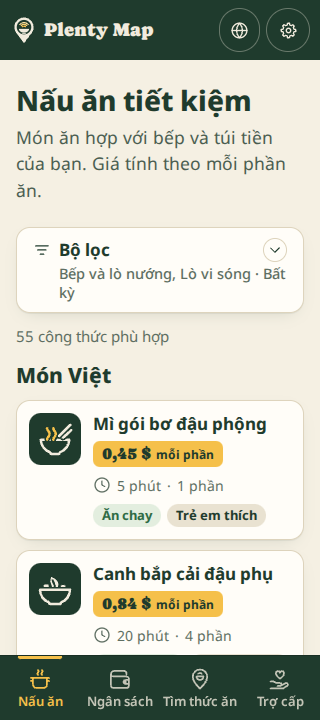 Plenty Map
Nấu ăn tiết kiệm
Món ăn hợp với bếp và túi tiền
của bạn. Giá tính theo mỗi phần
ăn.
Bộ lọc
Bếp và lò nướng, Lò vi sóng · Bất
kỳ
55 công thức phù hợp
Món Việt
Mì gói bơ đậu phộng
0,45 $ mỗi phần
5 phút · 1 phần
Ăn chay Trẻ em thích
Canh bắp cải đậu phụ
0,84 $ mỗi phần
20 phút · 4 phần
Nấu ăn Ngân sách Tìm thức ăn Trợ cấp